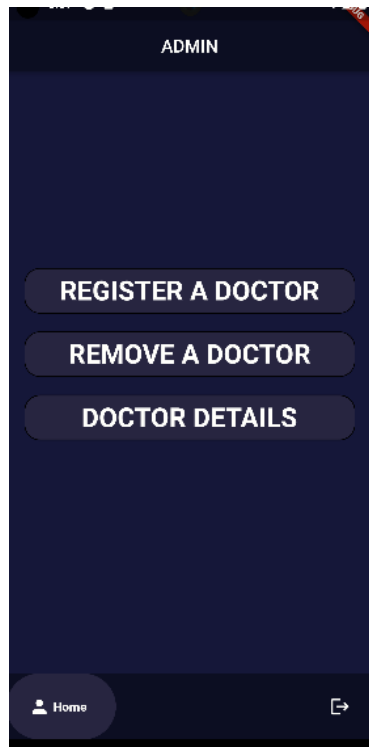 ADMIN
REGISTER A DOCTOR
REMOVE A DOCTOR
DOCTOR DETAILS
Home